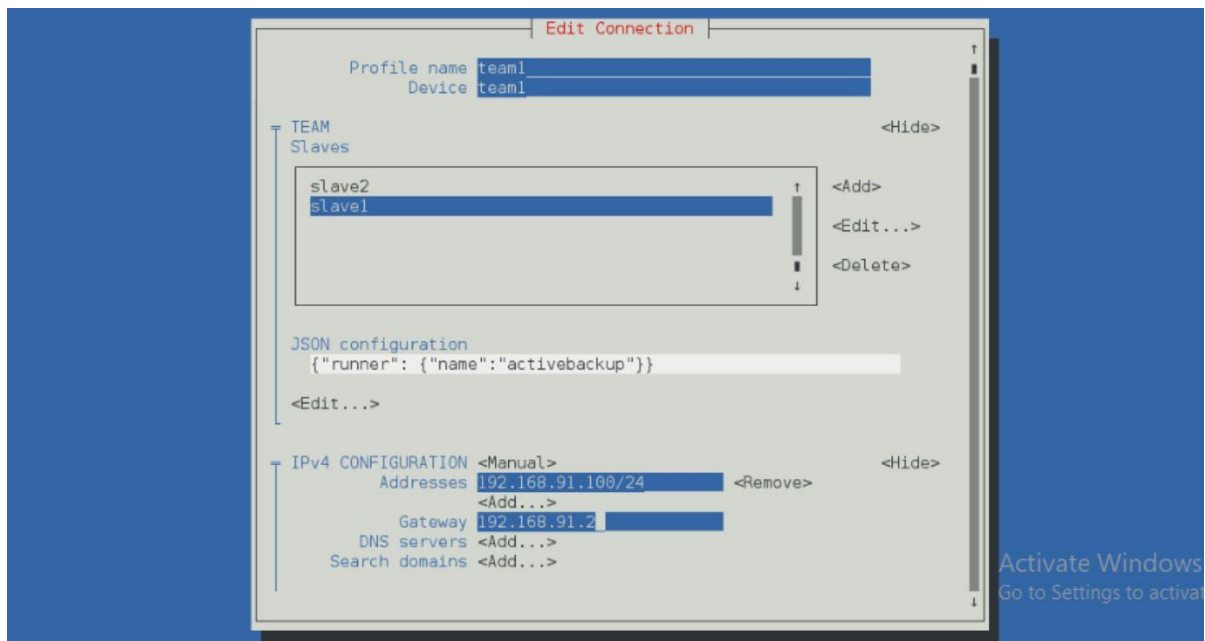 Edit Connection
Profile name team1
Device team1
TEAM <Hide>
Slaves
slave2 <Add>
slave1
<Edit...>
<Delete>
JSON configuration
{"runner": {"name":"activebackup"}}
<Edit...>
IPv4 CONFIGURATION <Manual> <Hide>
Addresses 192.168.91.100/24 <Remove>
<Add...>
Gateway 192.168.91.2
DNS servers <Add...>
Search domains <Add...>
Activate Windows
Go to Settings to activat